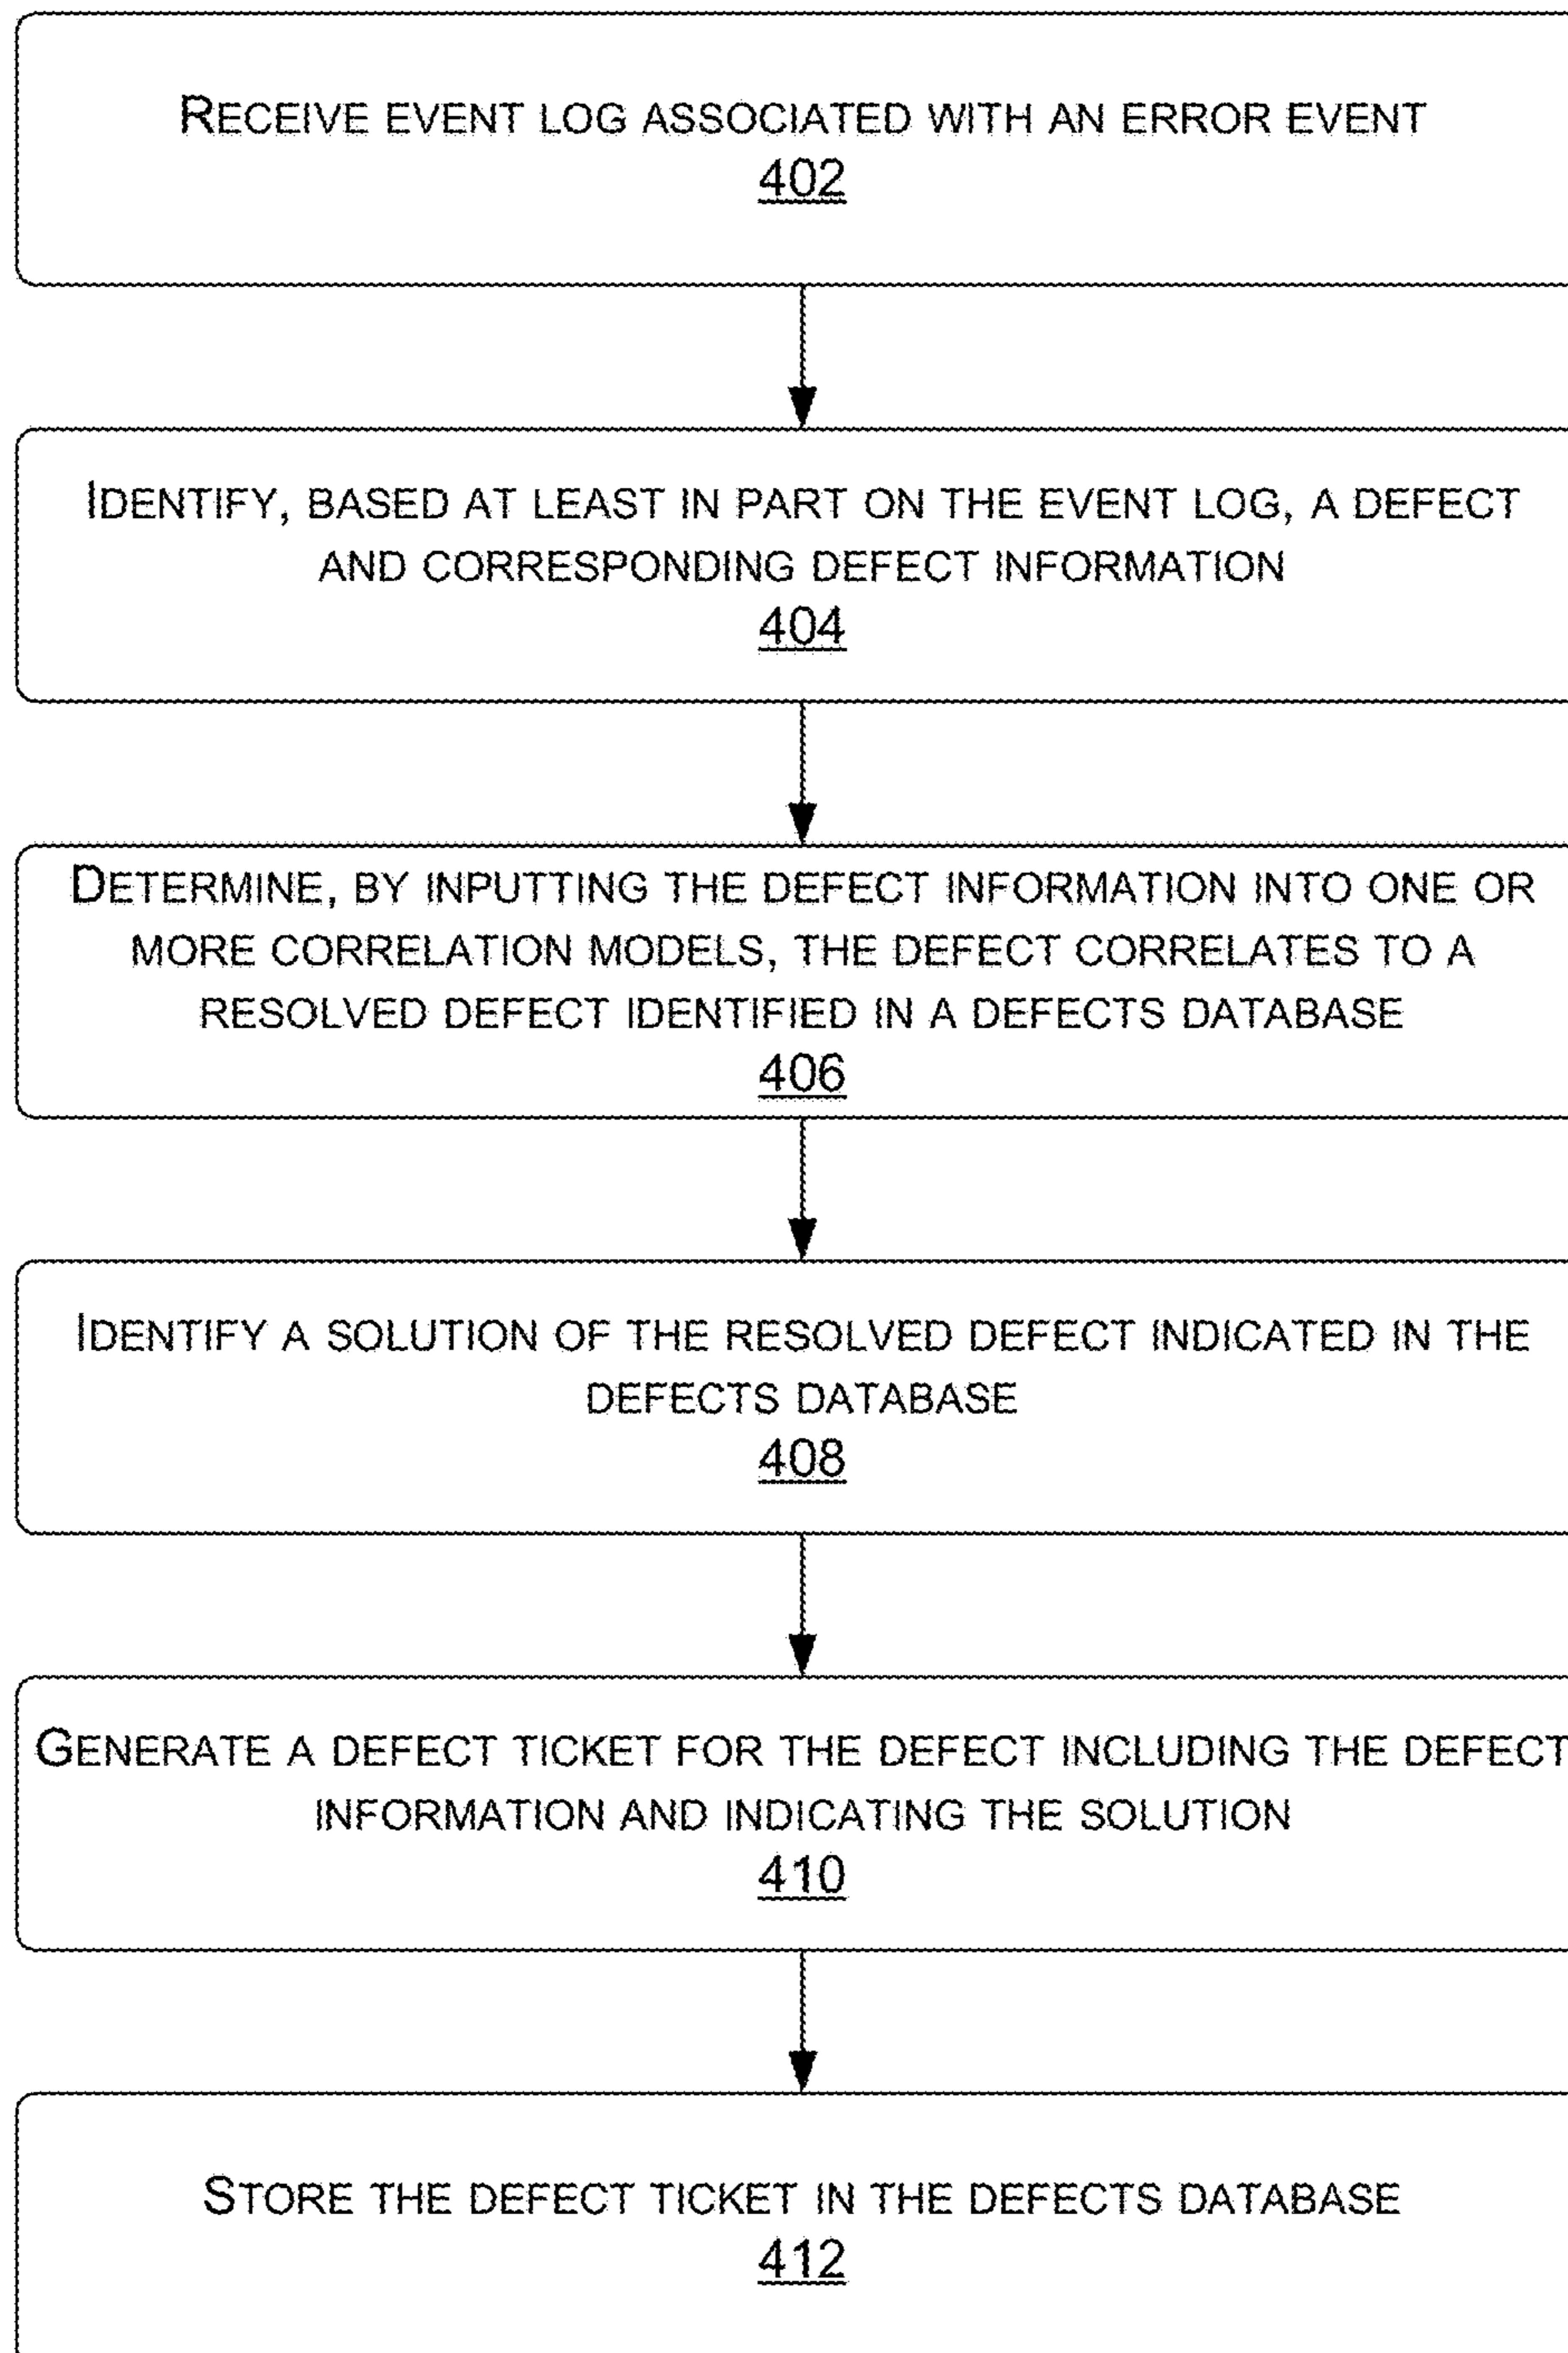 RECEIVE EVENT LOG ASSOCIATED WITH AN ERROR EVENT
402
IDENTIFY, BASED AT LEAST IN PART ON THE EVENT LOG, A DEFECT
AND CORRESPONDING DEFECT INFORMATION
404
DETERMINE, BY INPUTTING THE DEFECT INFORMATION INTO ONE OR
MORE CORRELATION MODELS, THE DEFECT CORRELATES TO A
RESOLVED DEFECT IDENTIFIED IN A DEFECTS DATABASE
406
IDENTIFY A SOLUTION OF THE RESOLVED DEFECT INDICATED IN THE
DEFECTS DATABASE
408
GENERATE A DEFECT TICKET FOR THE DEFECT INCLUDING THE DEFECT
INFORMATION AND INDICATING THE SOLUTION
410
STORE THE DEFECT TICKET IN THE DEFECTS DATABASE
412